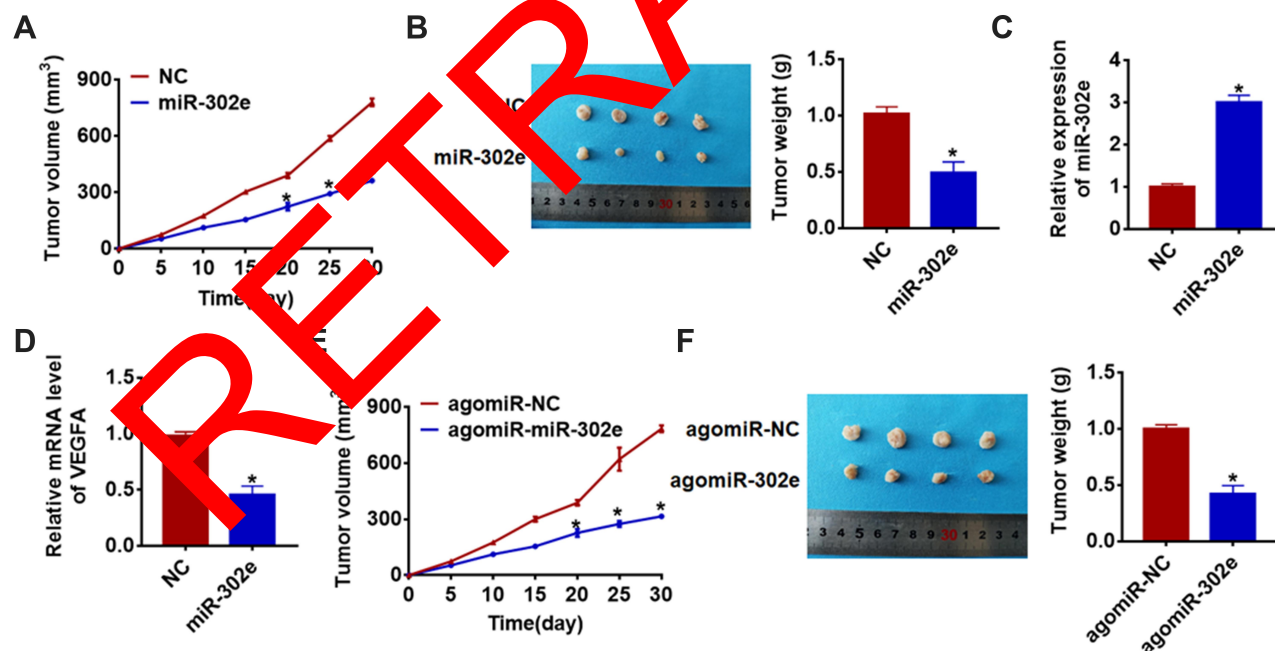 A
Tumor volume (mm3)
900
600
300
0
NC
miR-302e
*
*
0 5 10 15 20 25
B
miR-302e
1 2 3 4 5 6 7 8 9 30 1 2 3 4 5 6
Tumor weight (g)
1.5
1.0
0.5
0.0
*
NC
miR-302e
C
Relative expression
of miR-302e
4
3
2
1
0
*
NC
miR-302e
RETRA
D
Relative mRNA level
of VEGFA
1.5
1.0
0.5
0.0
*
NC
miR-302e
Tumor volume (mm3
900
600
300
0
agomiR-NC
agomiR-miR-302e
*
*
*
0 5 10 15 20 25 30
Time(day)
F
agomiR-NC
agomiR-302e
3 4 5 6 7 8 9 30 1 2 3 4
Tumor weight (g)
1.5
1.0
0.5
0.0
*
agomiR-NC
agomiR-302e